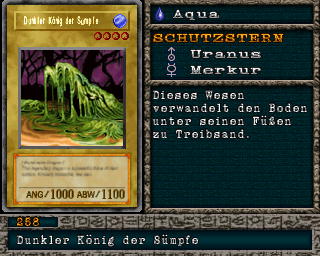 Dunkler König der Sümpfe
ANG/1000 ABW/1100
Aqua
SCHUTZSTERN
Uranus
Merkur
Dieses Wesen
verwandelt den Boden
unter seinen Füßen
zu Treibsand.
258
Dunkler König der Sümpfe